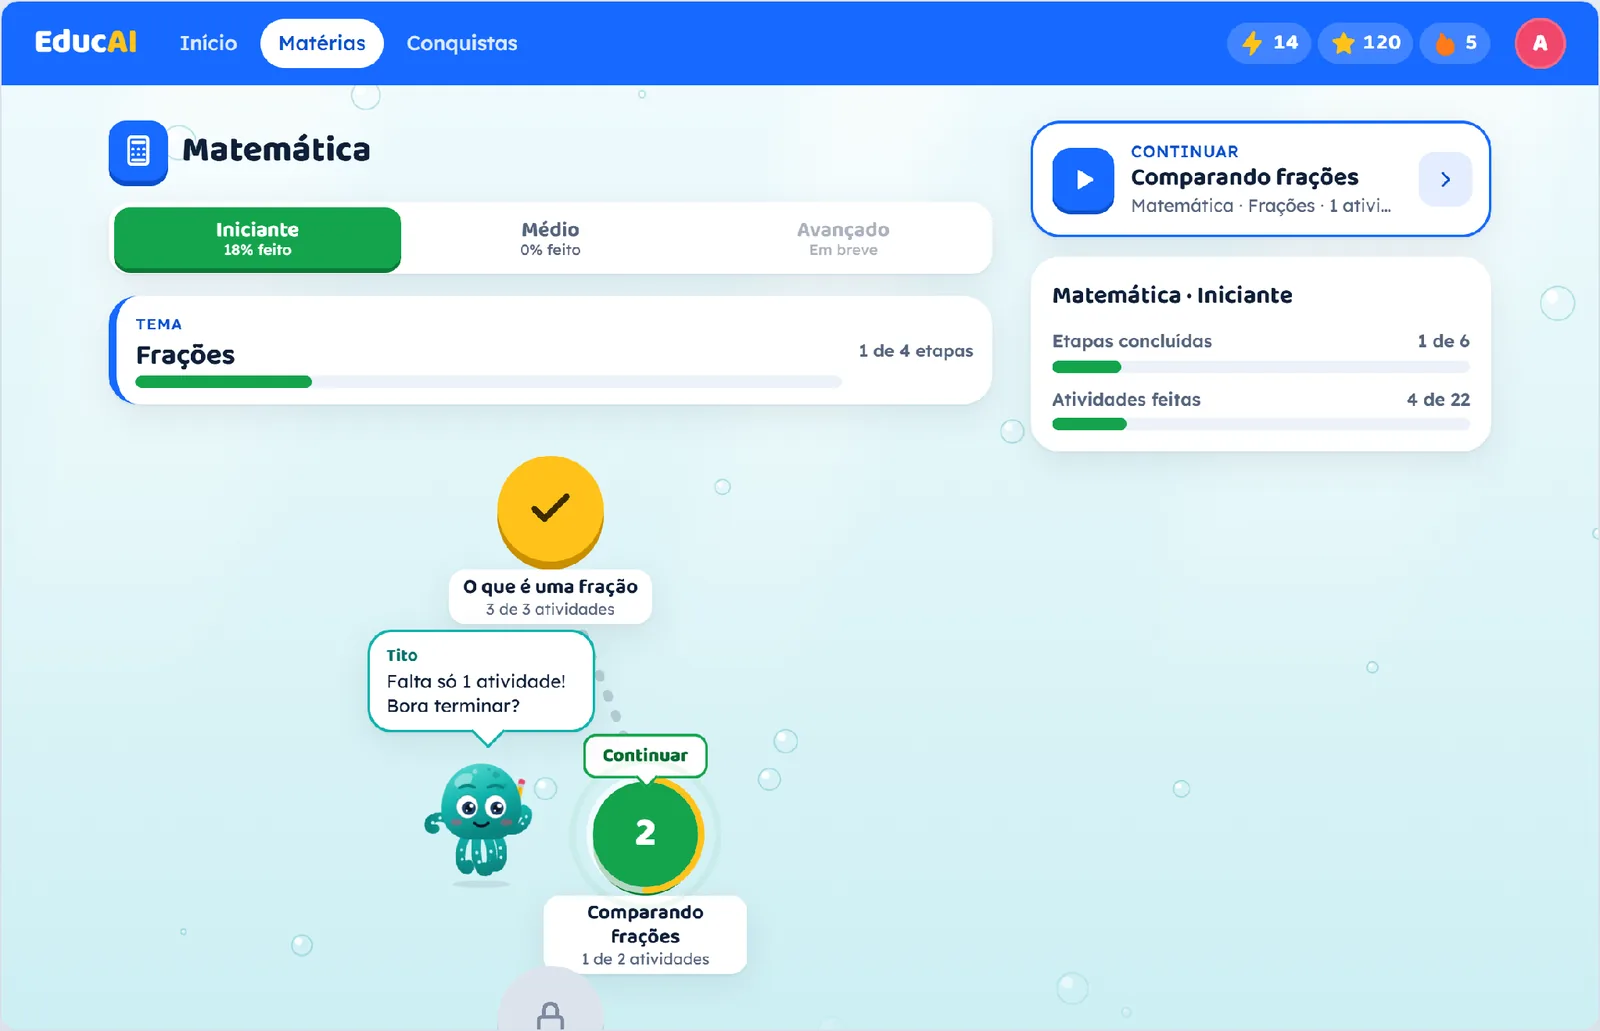 EducAI
Início
Matérias
Conquistas
14
120
5
A
Matemática
Iniciante
18% feito
Médio
0% feito
Avançado
Em breve
TEMA
Frações
1 de 4 etapas
O que é uma fração
3 de 3 atividades
Tito
Falta só 1 atividade!
Bora terminar?
Continuar
2
Comparando
frações
1 de 2 atividades
CONTINUAR
Comparando frações
Matemática · Frações · 1 ativi...
Matemática · Iniciante
Etapas concluídas
1 de 6
Atividades feitas
4 de 22